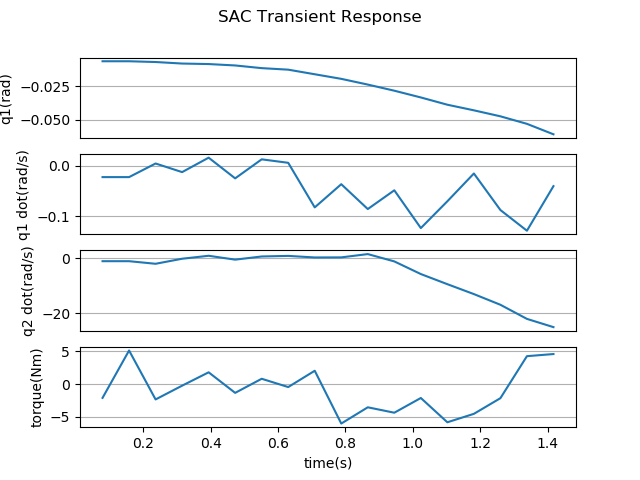 SAC Transient Response
q1(rad)
−0.025
−0.050
q1 dot(rad/s)
0.0
−0.1
q2 dot(rad/s)
0
−20
torque(Nm)
5
0
−5
0.2 0.4 0.6 0.8 1.0 1.2 1.4
time(s)